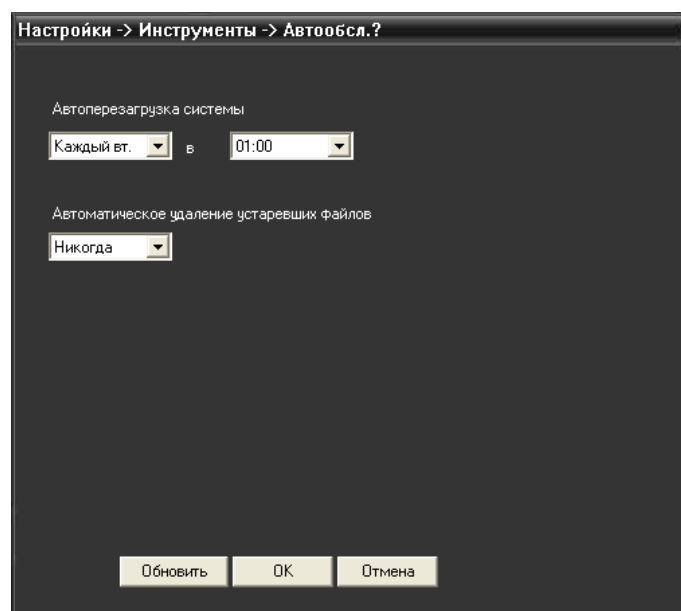 Настройки -> Инструменты -> Автообсл.?
Автоперезагрузка системы
Каждый вт. в 01:00
Автоматическое удаление устаревших файлов
Никогда
Обновить OK Отмена